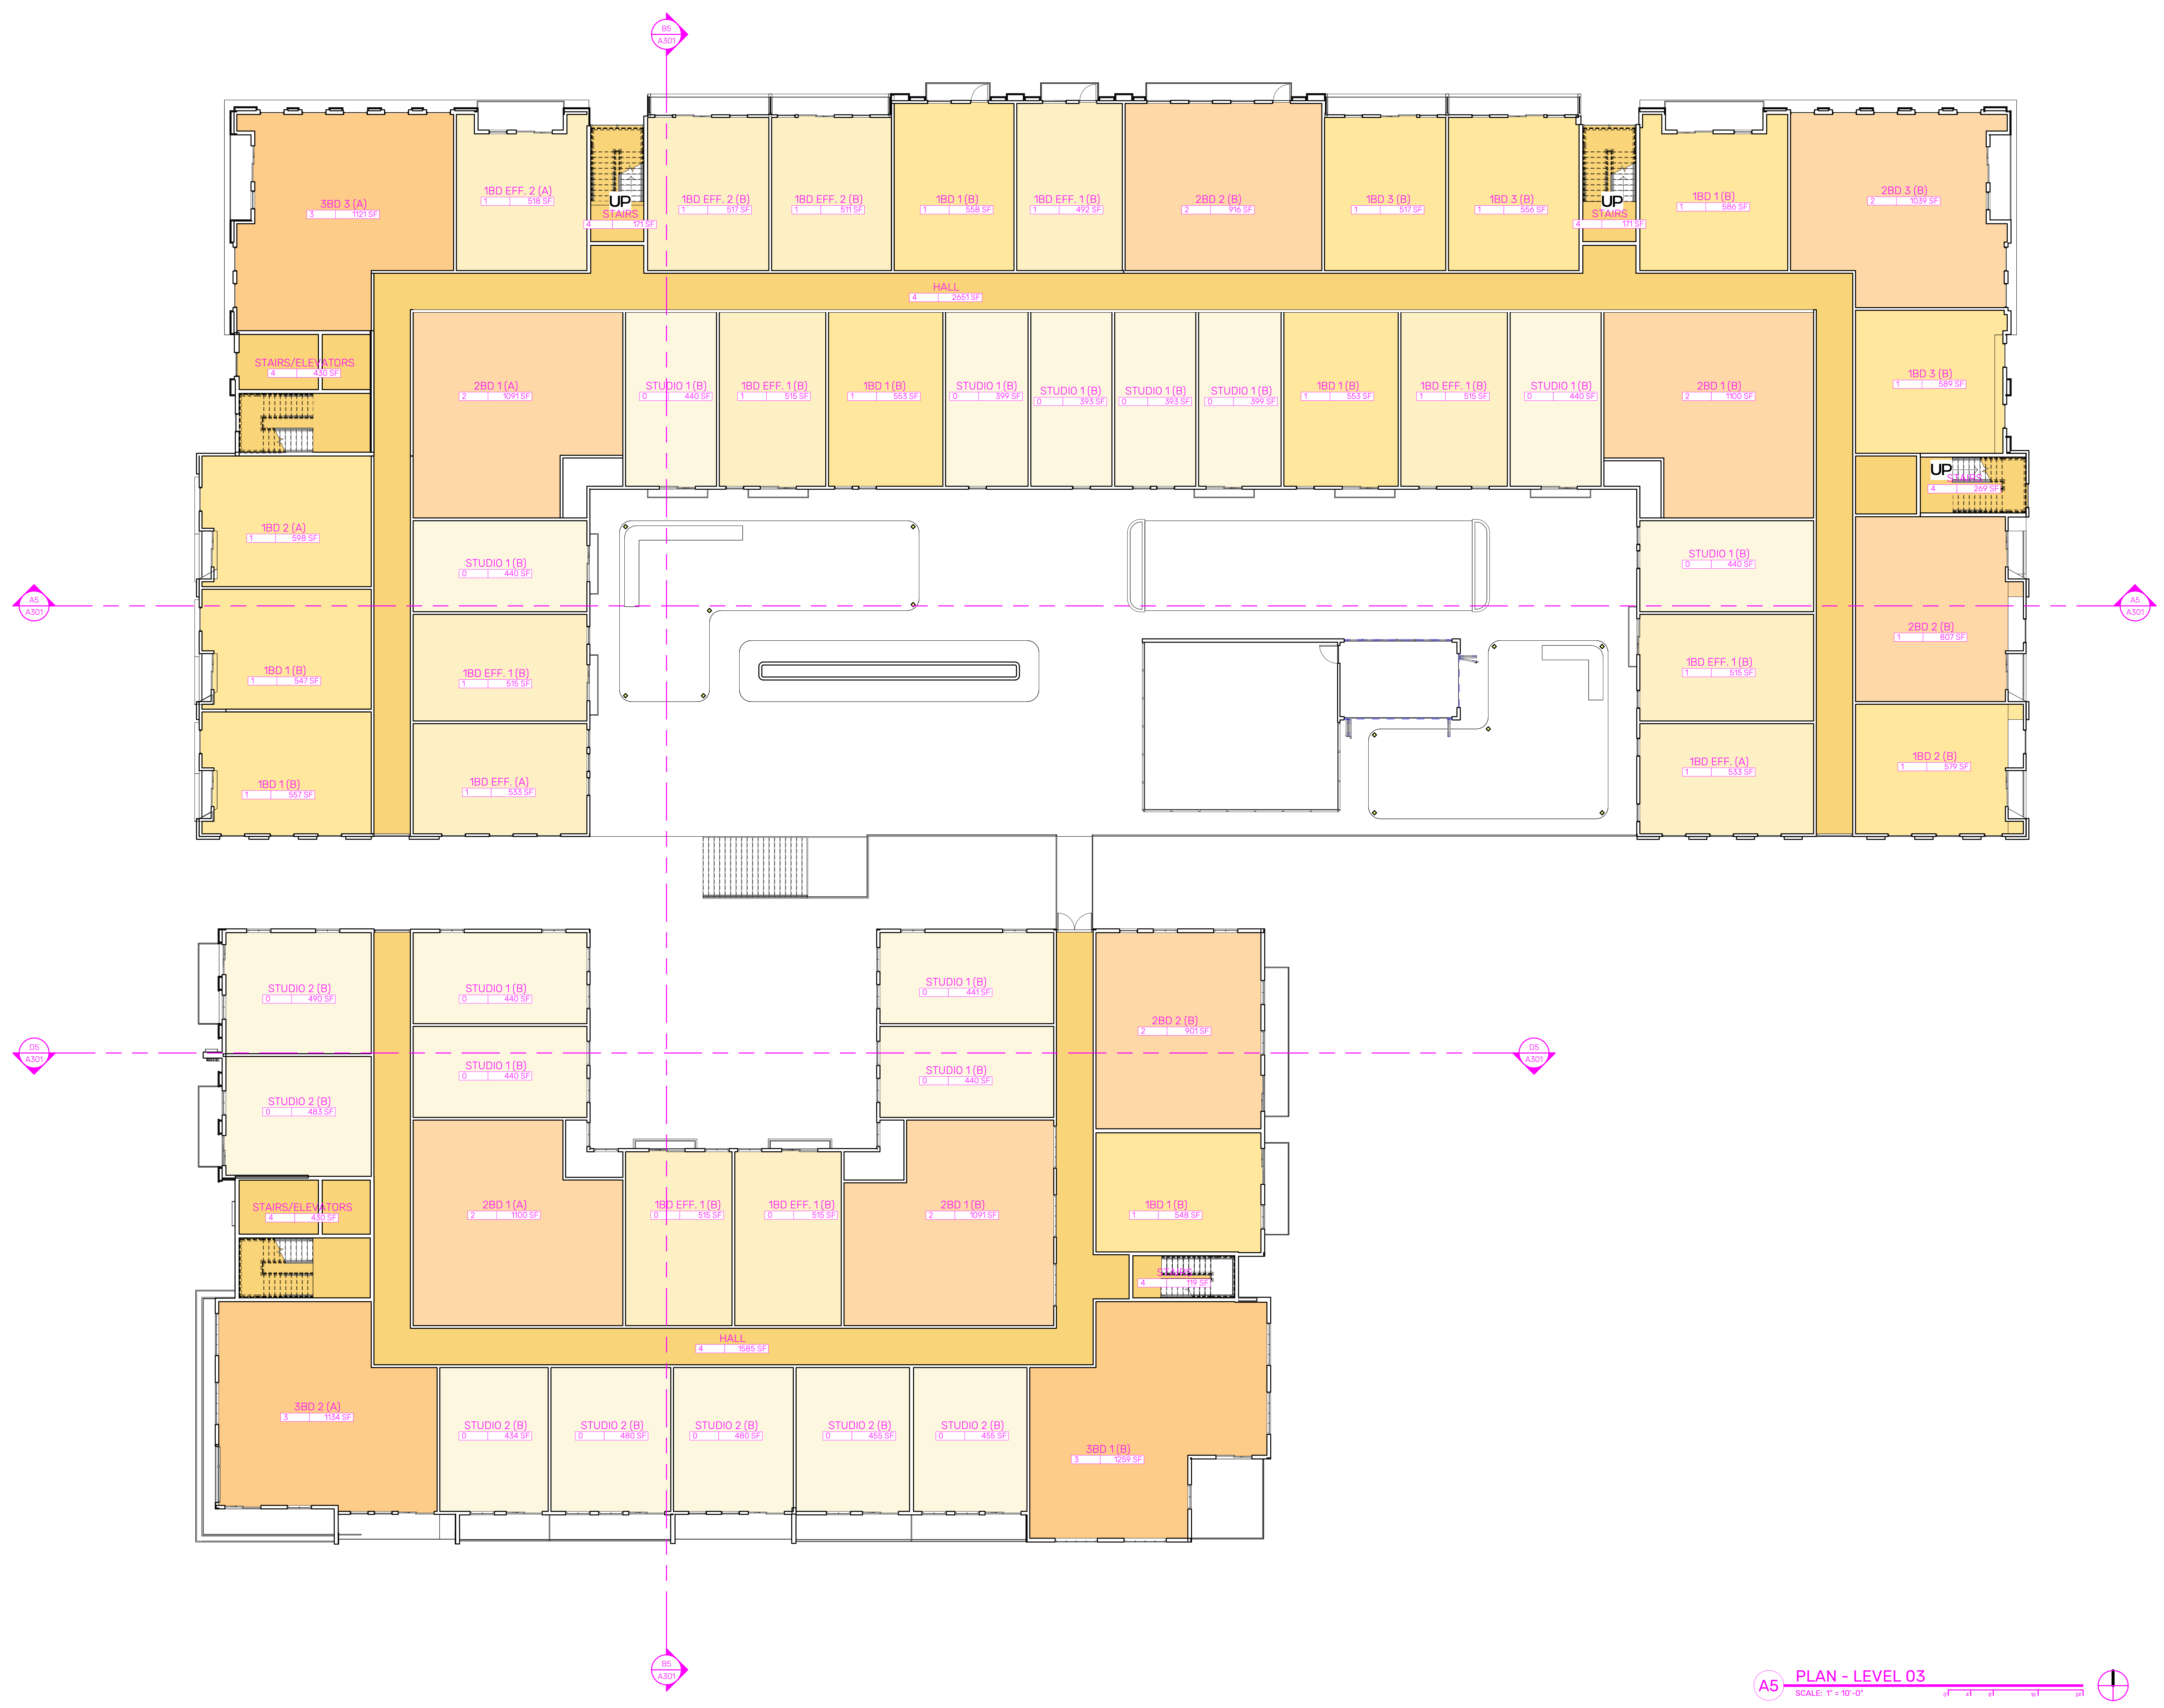 B5
A301
3BD 3 (A)
3 1121 SF
1BD EFF. 2 (A)
1 518 SF
UP
STAIRS
4 171 SF
1BD EFF. 2 (B)
1 517 SF
1BD EFF. 2 (B)
1 511 SF
1BD 1 (B)
1 558 SF
1BD EFF. 1 (B)
1 492 SF
2BD 2 (B)
2 916 SF
1BD 3 (B)
1 517 SF
1BD 3 (B)
1 556 SF
UP
STAIRS
4 171 SF
1BD 1 (B)
1 586 SF
2BD 3 (B)
2 1039 SF
HALL
4 2651 SF
STAIRS/ELEVATORS
4 430 SF
2BD 1 (A)
2 1091 SF
STUDIO 1 (B)
0 440 SF
1BD EFF. 1 (B)
1 515 SF
1BD 1 (B)
1 553 SF
STUDIO 1 (B)
0 399 SF
STUDIO 1 (B)
0 393 SF
STUDIO 1 (B)
0 393 SF
STUDIO 1 (B)
0 399 SF
1BD 1 (B)
1 553 SF
1BD EFF. 1 (B)
1 515 SF
STUDIO 1 (B)
0 440 SF
2BD 1 (B)
2 1100 SF
1BD 3 (B)
1 589 SF
UP
STAIRS
4 269 SF
1BD 2 (A)
1 598 SF
STUDIO 1 (B)
0 440 SF
STUDIO 1 (B)
0 440 SF
A5
A301
A5
A301
2BD 2 (B)
1 807 SF
1BD 1 (B)
1 547 SF
1BD EFF. 1 (B)
1 515 SF
1BD EFF. 1 (B)
1 515 SF
1BD 1 (B)
1 557 SF
1BD EFF. (A)
1 533 SF
1BD EFF. (A)
1 533 SF
1BD 2 (B)
1 579 SF
STUDIO 2 (B)
0 490 SF
STUDIO 1 (B)
0 440 SF
STUDIO 1 (B)
0 441 SF
2BD 2 (B)
2 901 SF
D5
A301
D5
A301
STUDIO 2 (B)
0 483 SF
STUDIO 1 (B)
0 440 SF
STUDIO 1 (B)
0 440 SF
STAIRS/ELEVATORS
4 430 SF
2BD 1 (A)
2 1100 SF
1BD EFF. 1 (B)
0 515 SF
1BD EFF. 1 (B)
0 515 SF
2BD 1 (B)
2 1091 SF
1BD 1 (B)
1 548 SF
STAIRS
4 119 SF
HALL
4 1585 SF
3BD 2 (A)
3 1134 SF
STUDIO 2 (B)
0 434 SF
STUDIO 2 (B)
0 480 SF
STUDIO 2 (B)
0 480 SF
STUDIO 2 (B)
0 455 SF
STUDIO 2 (B)
0 455 SF
3BD 1 (B)
3 1259 SF
B5
A301
A5
PLAN - LEVEL 03
SCALE: 1" = 10'-0"
0' 4' 8' 16' 24'